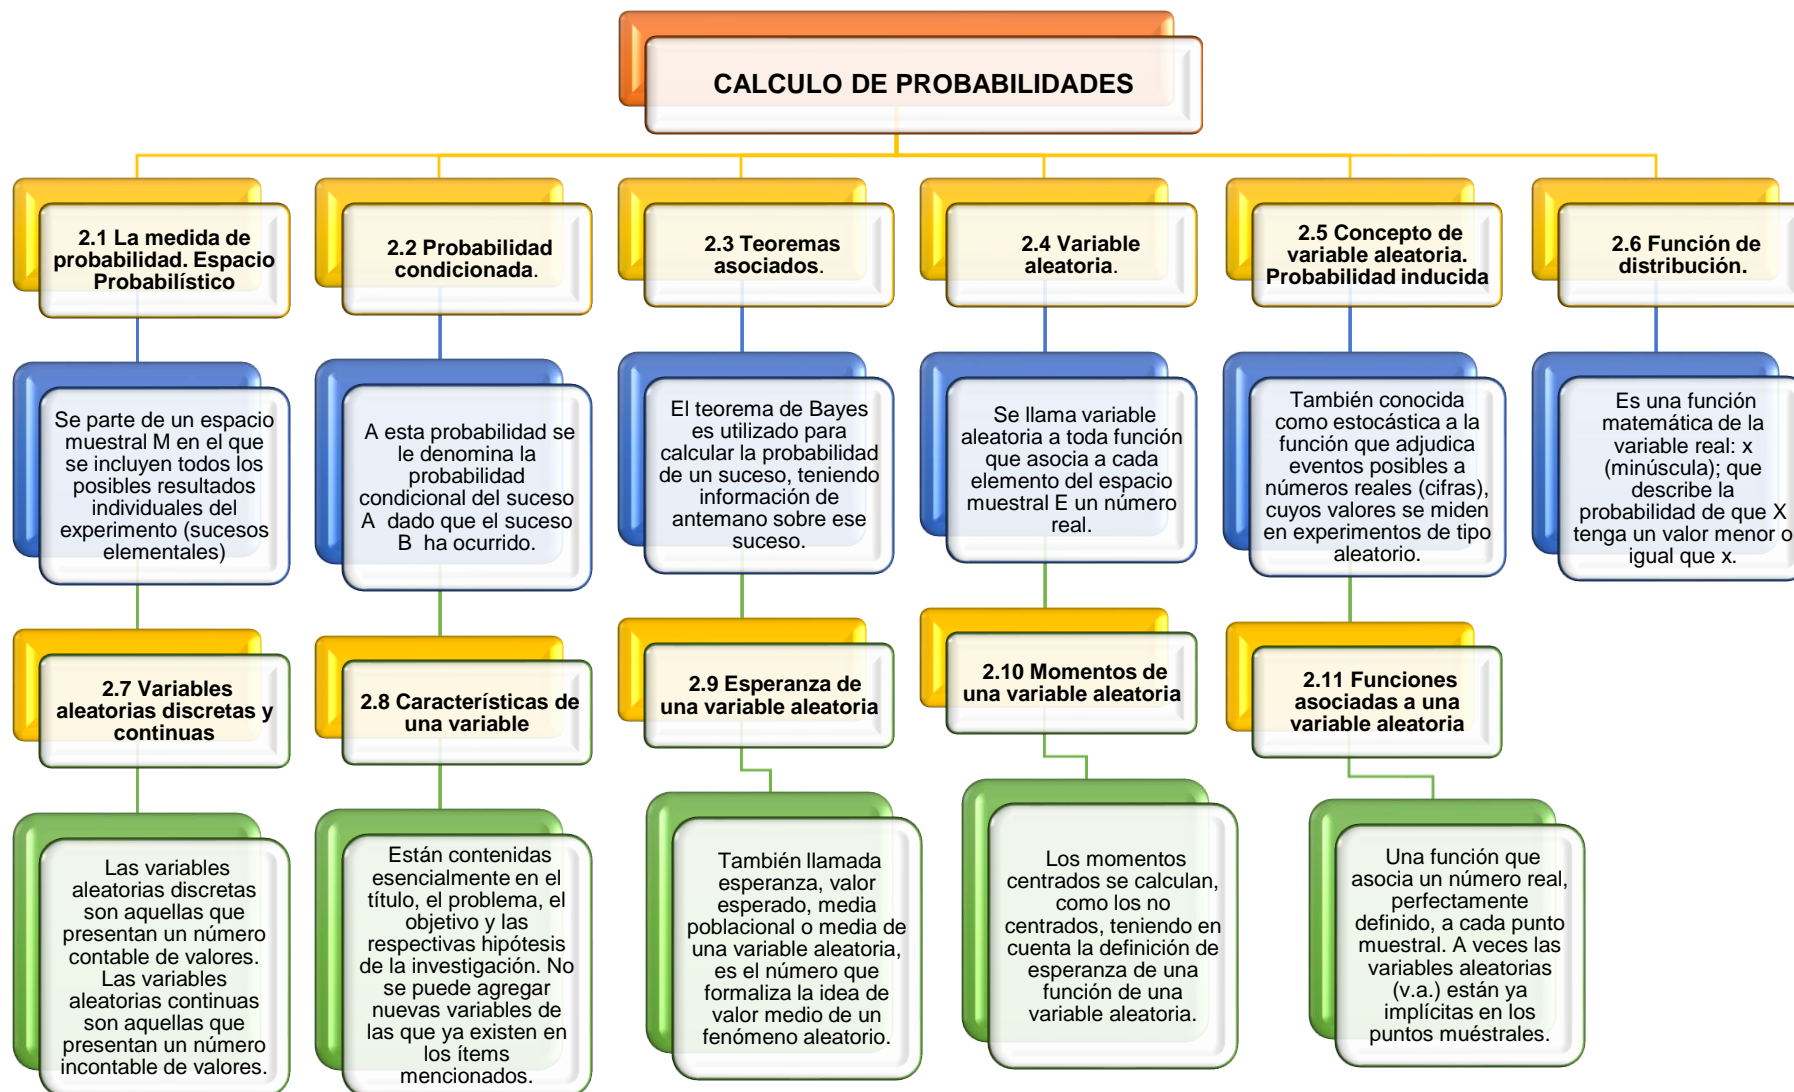 CALCULO DE PROBABILIDADES
2.1 La medida de
probabilidad. Espacio
Probabilístico
2.2 Probabilidad
condicionada.
2.3 Teoremas
asociados.
2.4 Variable
aleatoria.
2.5 Concepto de
variable aleatoria.
Probabilidad inducida
2.6 Función de
distribución.
Se parte de un espacio
muestral M en el que
se incluyen todos los
posibles resultados
individuales del
experimento (sucesos
elementales)
A esta probabilidad se
le denomina la
probabilidad
condicional del suceso
A dado que el suceso
B ha ocurrido.
El teorema de Bayes
es utilizado para
calcular la probabilidad
de un suceso, teniendo
información de
antemano sobre ese
suceso.
Se llama variable
aleatoria a toda función
que asocia a cada
elemento del espacio
muestral E un número
real.
También conocida
como estocástica a la
función que adjudica
eventos posibles a
números reales (cifras),
cuyos valores se miden
en experimentos de tipo
aleatorio.
Es una función
matemática de la
variable real: x
(minúscula); que
describe la
probabilidad de que X
tenga un valor menor o
igual que x.
2.7 Variables
aleatorias discretas y
continuas
2.8 Características de
una variable
2.9 Esperanza de
una variable aleatoria
2.10 Momentos de
una variable aleatoria
2.11 Funciones
asociadas a una
variable aleatoria
Las variables
aleatorias discretas
son aquellas que
presentan un número
contable de valores.
Las variables
aleatorias continuas
son aquellas que
presentan un número
incontable de valores.
Están contenidas
esencialmente en el
título, el problema, el
objetivo y las
respectivas hipótesis
de la investigación. No
se puede agregar
nuevas variables de
las que ya existen en
los ítems
mencionados.
También llamada
esperanza, valor
esperado, media
poblacional o media de
una variable aleatoria,
es el número que
formaliza la idea de
valor medio de un
fenómeno aleatorio.
Los momentos
centrados se calculan,
como los no
centrados, teniendo en
cuenta la definición de
esperanza de una
función de una
variable aleatoria.
Una función que
asocia un número real,
perfectamente
definido, a cada punto
muestral. A veces las
variables aleatorias
(v.a.) están ya
implícitas en los
puntos muéstrales.